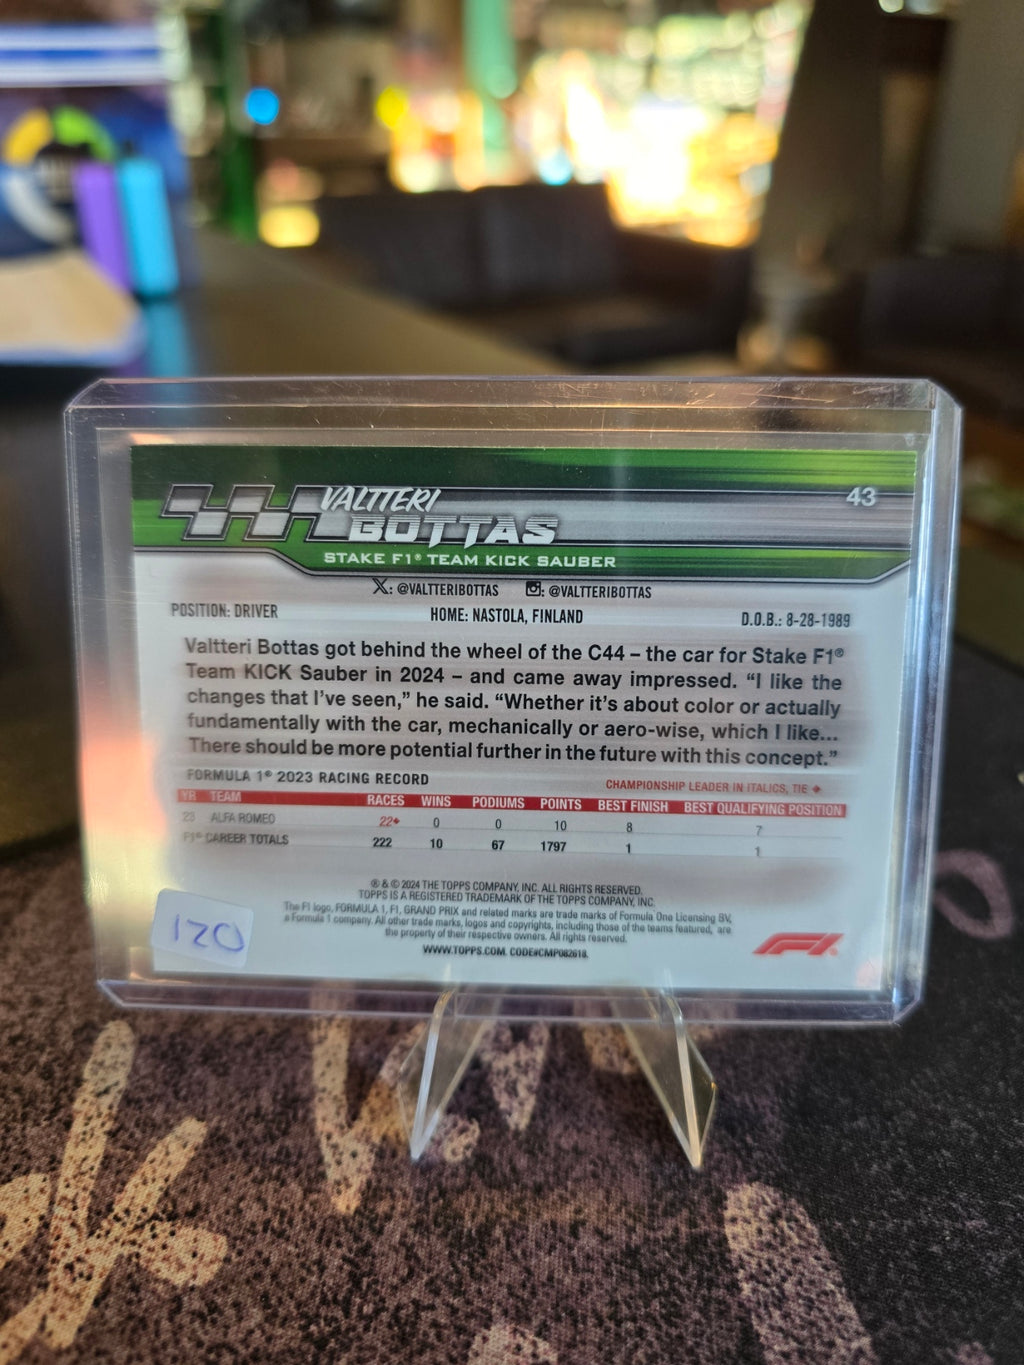 43
VALTTERI
BOTTAS
STAKE F1® TEAM KICK SAUBER
X: @VALTTERIBOTTAS : @VALTTERIBOTTAS
POSITION: DRIVER HOME: NASTOLA, FINLAND D.O.B.: 8-28-1989
Valtteri Bottas got behind the wheel of the C44 – the car for Stake F1®
Team KICK Sauber in 2024 – and came away impressed. “I like the
changes that I’ve seen,” he said. “Whether it’s about color or actually
fundamentally with the car, mechanically or aero-wise, which I like...
There should be more potential further in the future with this concept.”
FORMULA 1® 2023 RACING RECORD CHAMPIONSHIP LEADER IN ITALICS, TIE ◆
YR TEAM RACES WINS PODIUMS POINTS BEST FINISH BEST QUALIFYING POSITION
23 ALFA ROMEO 22◆ 0 0 10 8 7
F1® CAREER TOTALS 222 10 67 1797 1 1
® & © 2024 THE TOPPS COMPANY, INC. ALL RIGHTS RESERVED.
TOPPS IS A REGISTERED TRADEMARK OF THE TOPPS COMPANY, INC.
The F1 logo, FORMULA 1, F1, GRAND PRIX and related marks are trade marks of Formula One Licensing BV,
a Formula 1 company. All other trade marks, logos and copyrights, including those of the teams featured, are
the property of their respective owners. All rights reserved.
WWW.TOPPS.COM. CODE#CMP082618.
F1
120